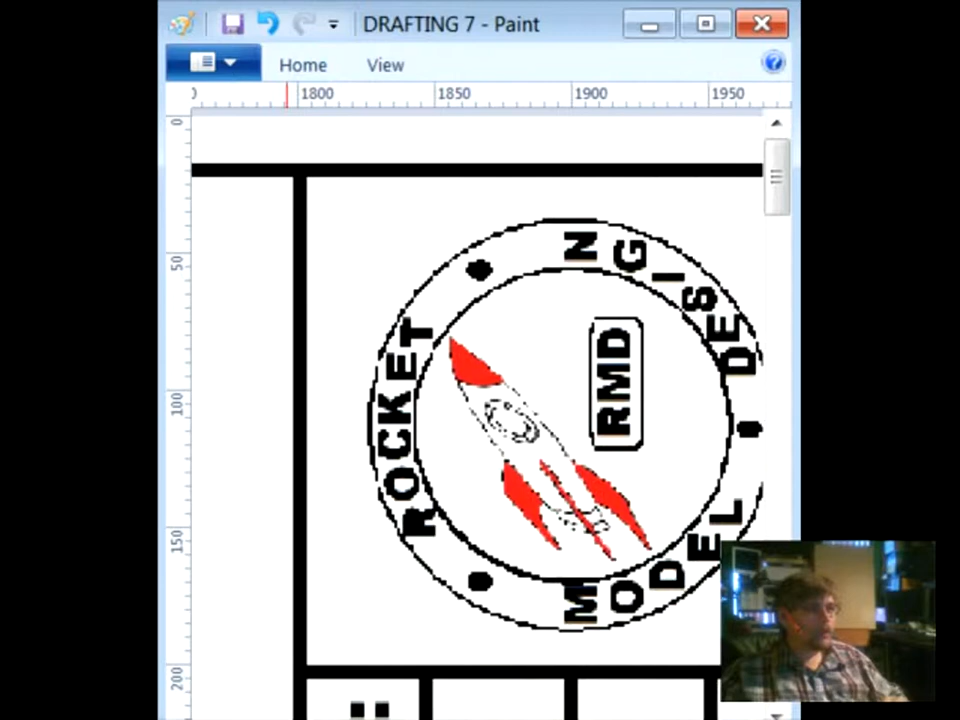 DRAFTING 7 - Paint
Home View
1800 1850 1900 1950
0
50
100
150
200
ROCKET
MODEL • DESIGN
RMD